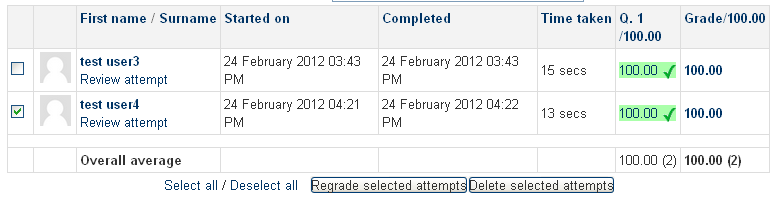 First name / Surname Started on Completed Time taken Q. 1 Grade/100.00
/100.00
test user3 24 February 2012 03:43 24 February 2012 03:43 15 secs 100.00 100.00
Review attempt PM PM
test user4 24 February 2012 04:21 24 February 2012 04:22 13 secs 100.00 100.00
Review attempt PM PM
Overall average 100.00 (2) 100.00 (2)
Select all / Deselect all Regrade selected attempts Delete selected attempts